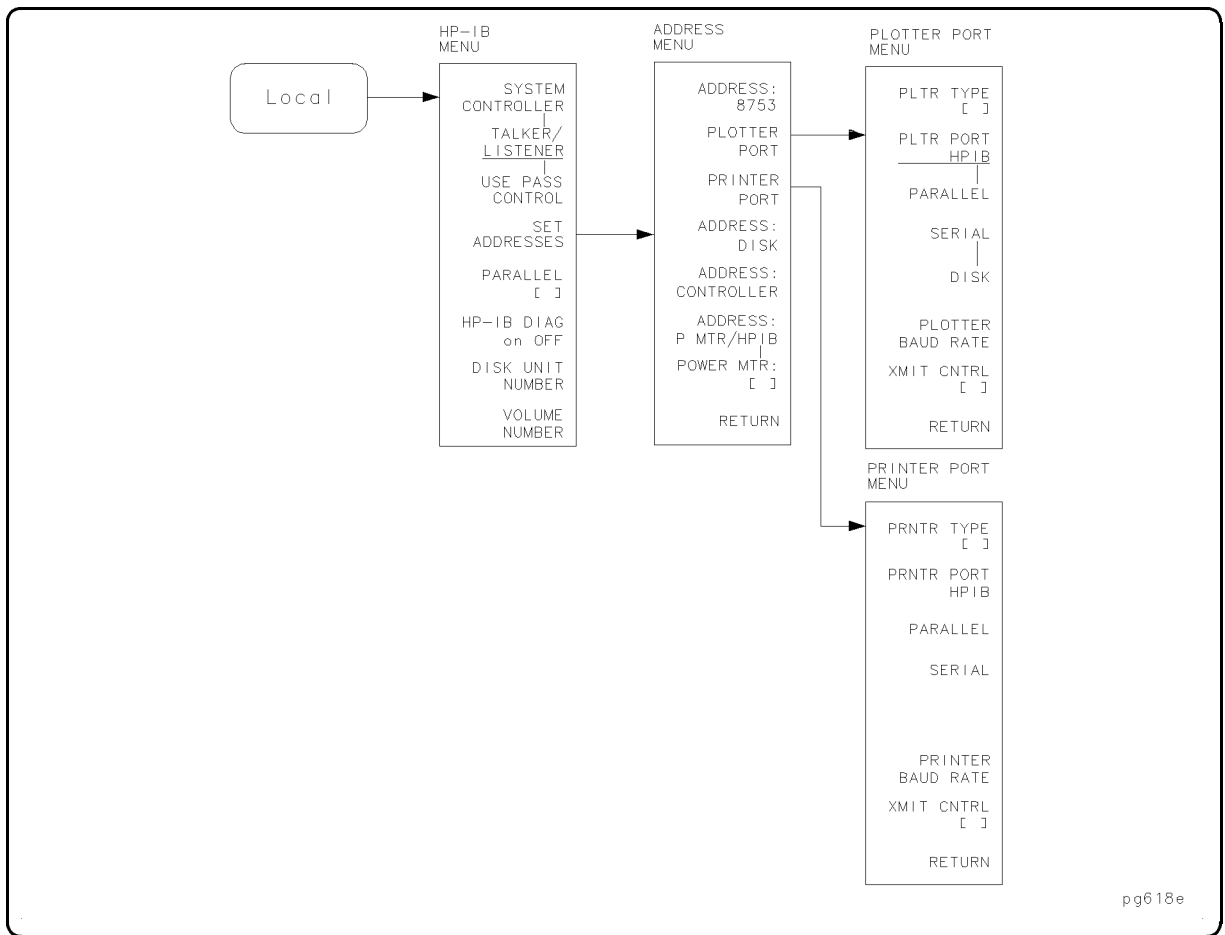 Local
HP-IB
MENU
SYSTEM
CONTROLLER
TALKER/
LISTENER
USE PASS
CONTROL
SET
ADDRESSES
PARALLEL
[ ]
HP-IB DIAG
on OFF
DISK UNIT
NUMBER
VOLUME
NUMBER
ADDRESS
MENU
ADDRESS:
8753
PLOTTER
PORT
PRINTER
PORT
ADDRESS:
DISK
ADDRESS:
CONTROLLER
ADDRESS:
P MTR/HPIB
POWER MTR:
[ ]
RETURN
PLOTTER PORT
MENU
PLTR TYPE
[ ]
PLTR PORT
HPIB
PARALLEL
SERIAL
DISK
PLOTTER
BAUD RATE
XMIT CNTRL
[ ]
RETURN
PRINTER PORT
MENU
PRNTR TYPE
[ ]
PRNTR PORT
HPIB
PARALLEL
SERIAL
PRINTER
BAUD RATE
XMIT CNTRL
[ ]
RETURN
pg618e